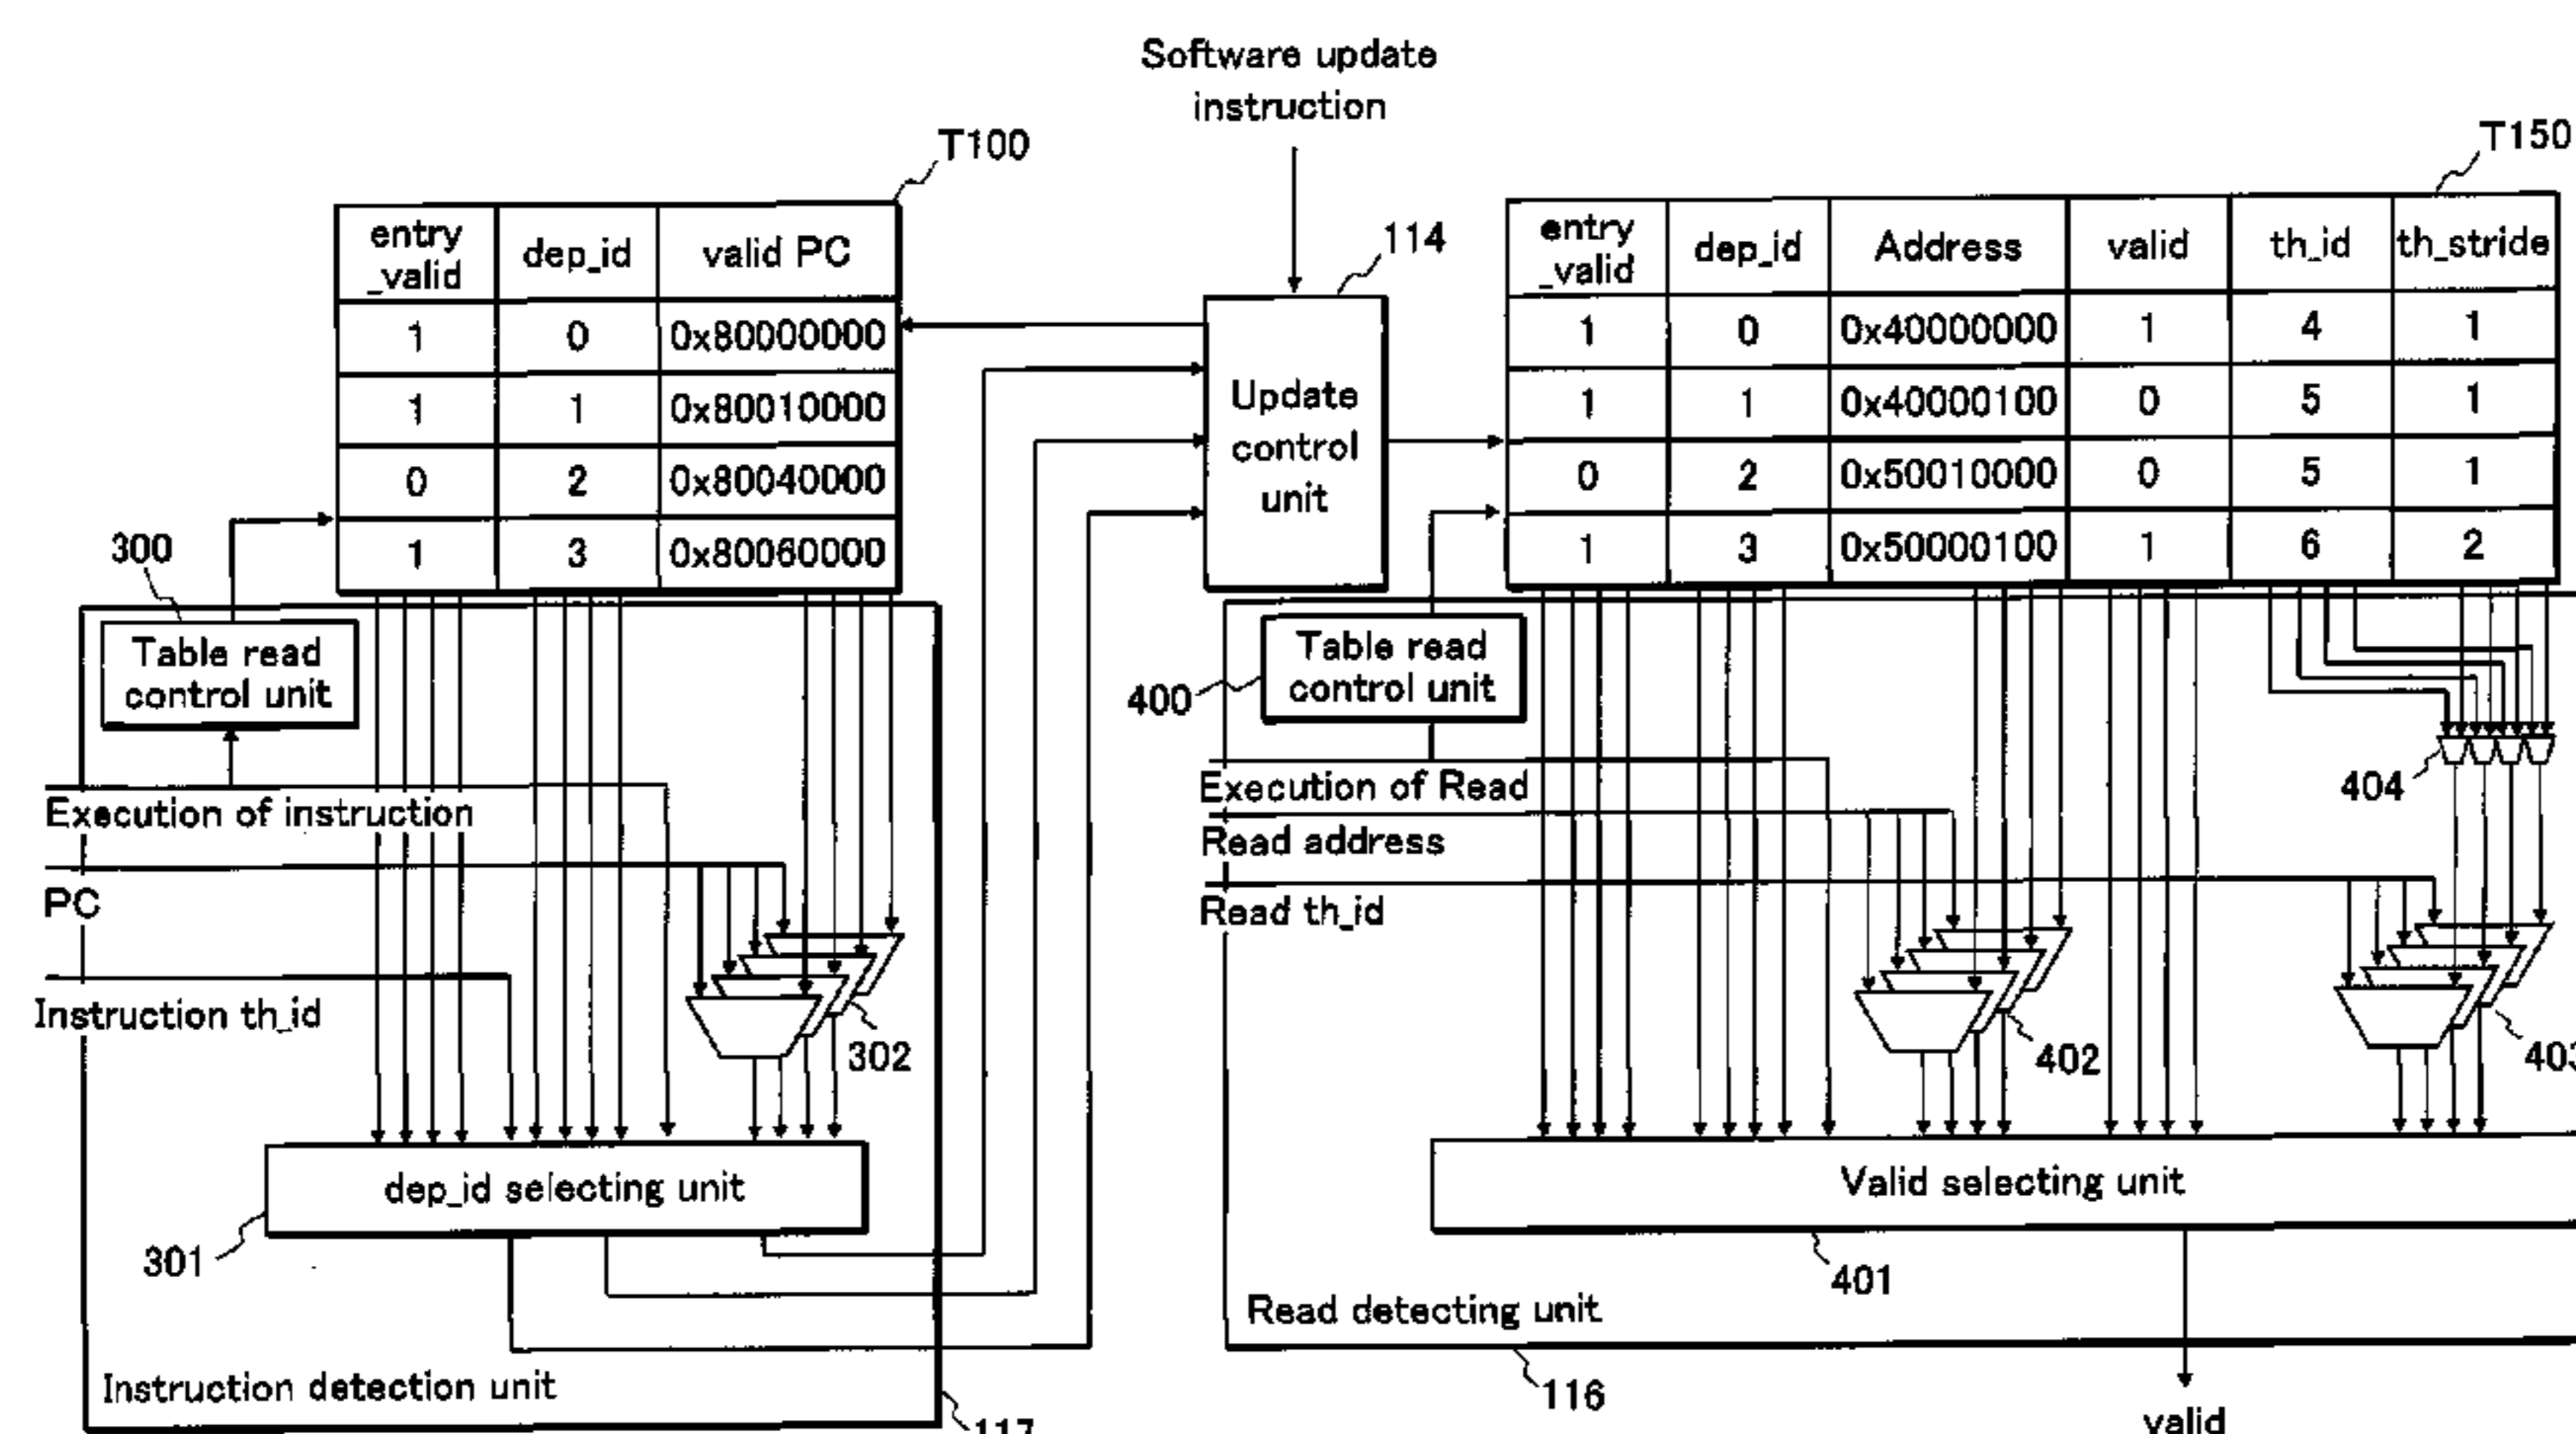 Software update
instruction
T100
T150
entry
_valid
dep_id
valid PC
1
0
0x80000000
1
1
0x80010000
0
2
0x80040000
1
3
0x80060000
114
Update
control
unit
entry
_valid
dep_id
Address
valid
th_id
th_stride
1
0
0x40000000
1
4
1
1
1
0x40000100
0
5
1
0
2
0x50010000
0
5
1
1
3
0x50000100
1
6
2
300
Table read
control unit
Execution of instruction
PC
Instruction th_id
302
dep_id selecting unit
301
Instruction detection unit
117
400
Table read
control unit
Execution of Read
Read address
Read th_id
404
402
403
Valid selecting unit
401
Read detecting unit
116
valid